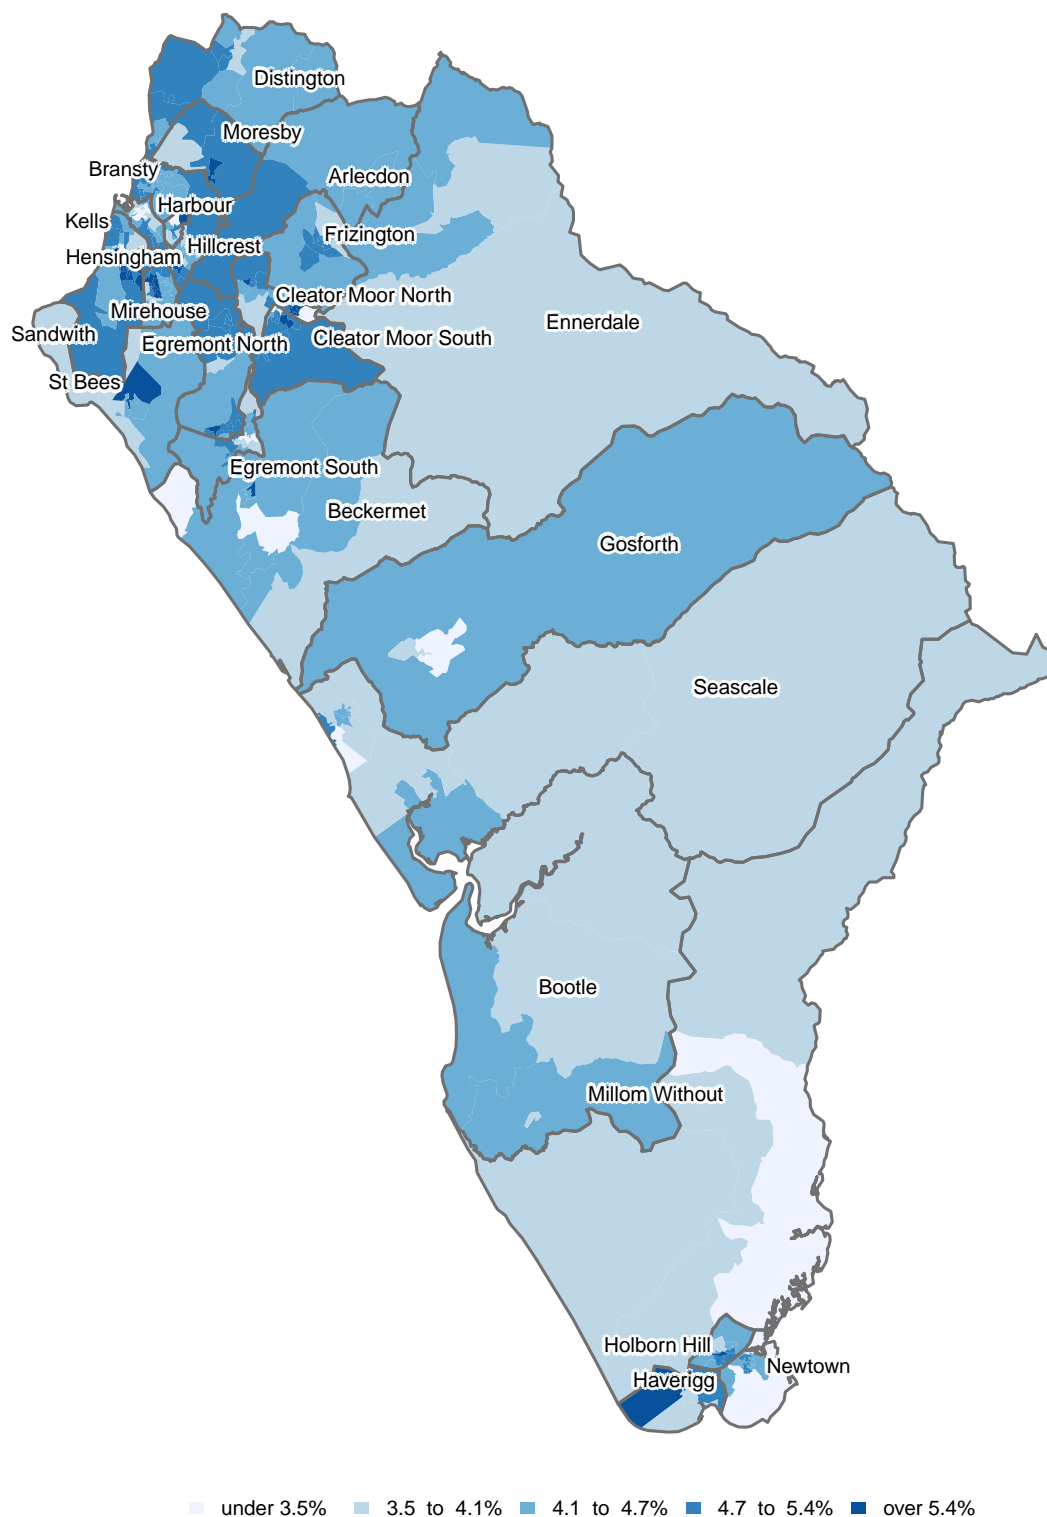 Distington
Moresby
Bransty
Arlecdon
Harbour
Kells
Frizington
Hillcrest
Hensingham
Cleator Moor North
Mirehouse
Ennerdale
Sandwith
Cleator Moor South
Egremont North
St Bees
Egremont South
Beckermet
Gosforth
Seascale
Bootle
Millom Without
Holborn Hill
Newtown
Haverigg
under 3.5% 3.5 to 4.1% 4.1 to 4.7% 4.7 to 5.4% over 5.4%